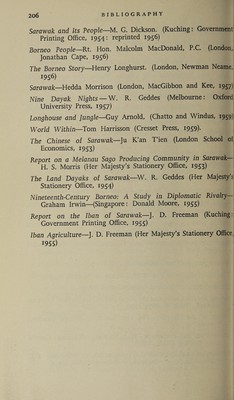 206 BIBLIOGRAPHY
Sarawak and Its People—M. G. Dickson. (Kuching: Government
Printing Office, 1954: reprinted 1956)
Borneo People—Rt. Hon. Malcolm MacDonald, P.C. (London,
Jonathan Cape, 1956)
The Borneo Story—Henry Longhurst. (London, Newman Neame,
1956)
Sarawak—Hedda Morrison (London, MacGibbon and Kee, 1957)
Nine Dayak Nights—W. R. Geddes (Melbourne: Oxford
University Press, 1957)
Longhouse and Jungle—Guy Arnold, (Chatto and Windus, 1959)
World Within—Tom Harrisson (Cresset Press, 1959).
The Chinese of Sarawak—Ju K'an T'ien (London School of
Economics, 1953)
Report on a Melanau Sago Producing Community in Sarawak—
H. S. Morris (Her Majesty's Stationery Office, 1953)
The Land Dayaks of Sarawak—W. R. Geddes (Her Majesty's
Stationery Office, 1954)
Nineteenth-Century Borneo: A Study in Diplomatic Rivalry—
Graham Irwin—(Singapore: Donald Moore, 1955)
Report on the Iban of Sarawak—J. D. Freeman (Kuching:
Government Printing Office, 1955)
Iban Agriculture—J. D. Freeman (Her Majesty's Stationery Office,
1955)